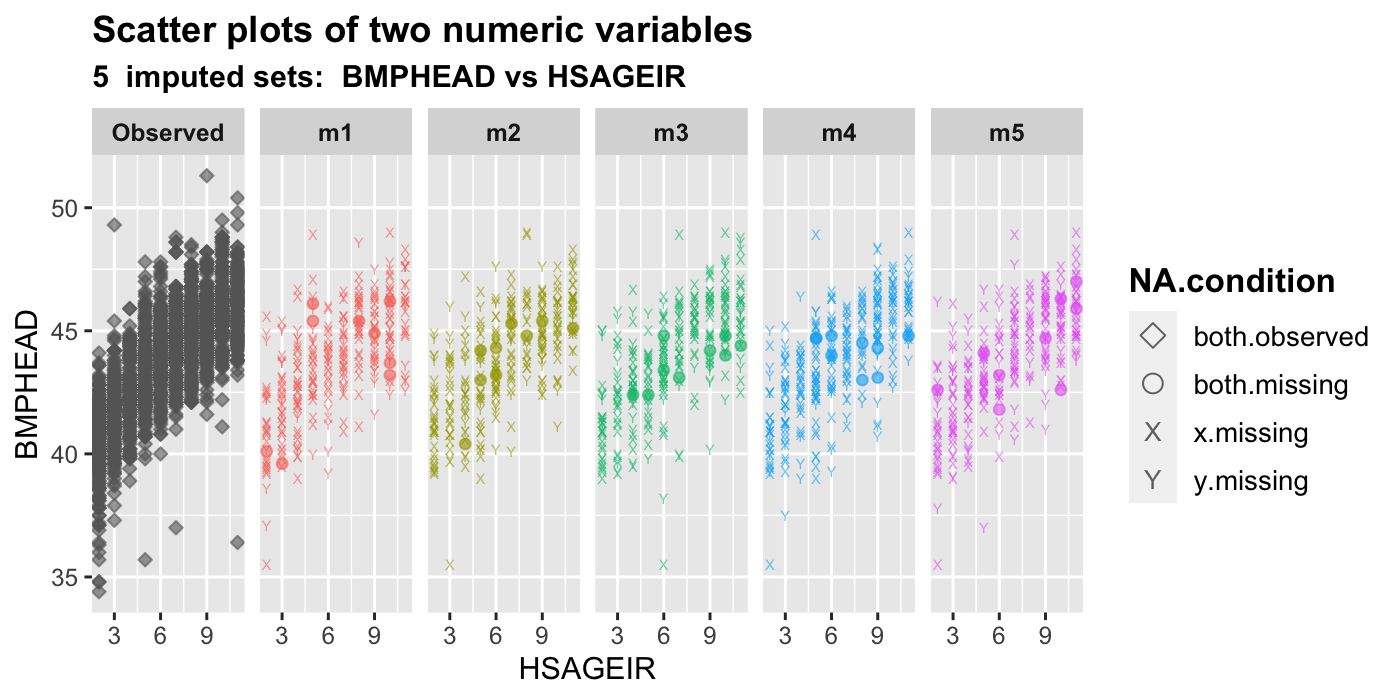 Scatter plots of two numeric variables
5  imputed sets:  BMPHEAD vs HSAGEIR
Observed
m1
m2
m3
m4
m5
BMPHEAD
50
45
40
35
3 6 9
3 6 9
3 6 9
3 6 9
3 6 9
3 6 9
HSAGEIR
NA.condition
both.observed
both.missing
X x.missing
Y y.missing